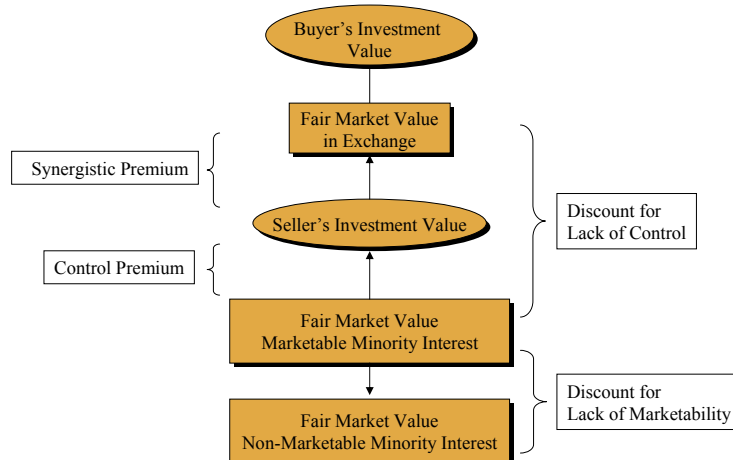 Buyer's Investment
Value
Fair Market Value
in Exchange
Synergistic Premium
Seller's Investment Value
Discount for
Lack of Control
Control Premium
Fair Market Value
Marketable Minority Interest
Discount for
Lack of Marketability
Fair Market Value
Non-Marketable Minority Interest